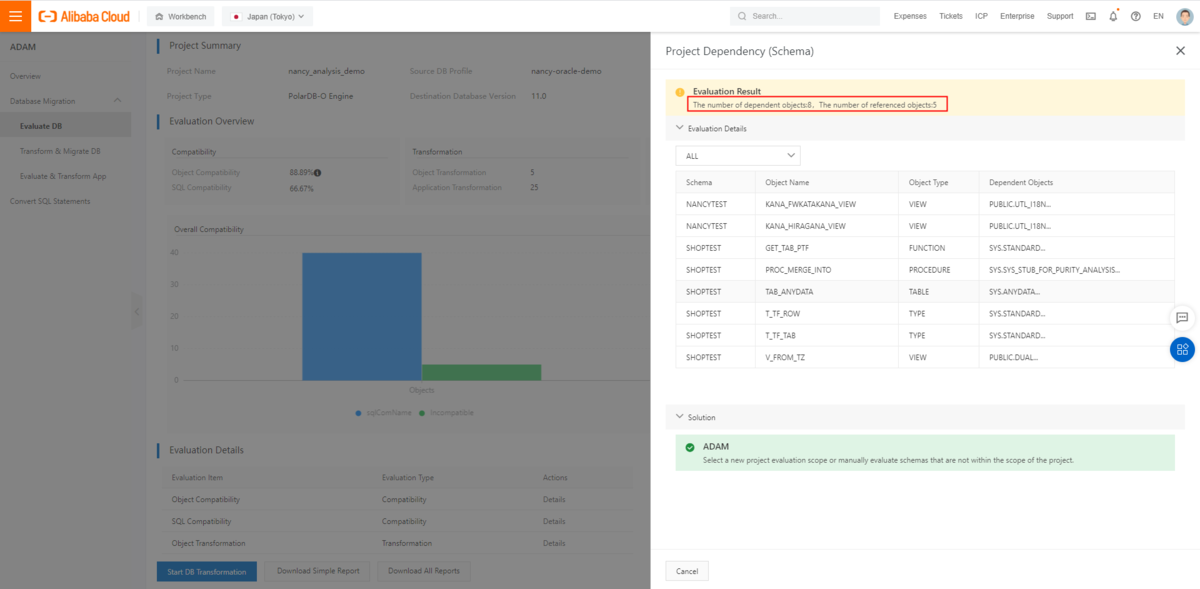 Alibaba Cloud
Workbench
Japan (Tokyo)
Search...
Expenses
Tickets
ICP
Enterprise
Support
EN
ADAM
Overview
Database Migration
Evaluate DB
Transform & Migrate DB
Evaluate & Transform App
Convert SQL Statements
Project Summary
Project Name nancy_analysis_demo Source DB Profile nancy-oracle-demo
Project Type PolarDB-O Engine Destination Database Version 11.0
Evaluation Overview
Compatibility
Object Compatibility 88.89%
SQL Compatibility 66.67%
Transformation
Object Transformation 5
Application Transformation 25
Overall Compatibility
40
30
20
10
0
Objects
sqlComName Incompatible
Evaluation Details
Evaluation Item Evaluation Type Actions
Object Compatibility Compatibility Details
SQL Compatibility Compatibility Details
Object Transformation Transformation Details
Start DB Transformation Download Simple Report Download All Reports
Project Dependency (Schema)
Evaluation Result
The number of dependent objects:8, The number of referenced objects:5
Evaluation Details
ALL
Schema Object Name Object Type Dependent Objects
NANCYTEST KANA_FWKATAKANA_VIEW VIEW PUBLIC.UTL_I18N...
NANCYTEST KANA_HIRAGANA_VIEW VIEW PUBLIC.UTL_I18N...
SHOPTEST GET_TAB_PTF FUNCTION SYS.STANDARD...
SHOPTEST PROC_MERGE_INTO PROCEDURE SYS.SYS_STUB_FOR_PURITY_ANALYSIS...
SHOPTEST TAB_ANYDATA TABLE SYS.ANYDATA...
SHOPTEST T_TF_ROW TYPE SYS.STANDARD...
SHOPTEST T_TF_TAB TYPE SYS.STANDARD...
SHOPTEST V_FROM_TZ VIEW PUBLIC.DUAL...
Solution
ADAM
Select a new project evaluation scope or manually evaluate schemas that are not within the scope of the project.
Cancel